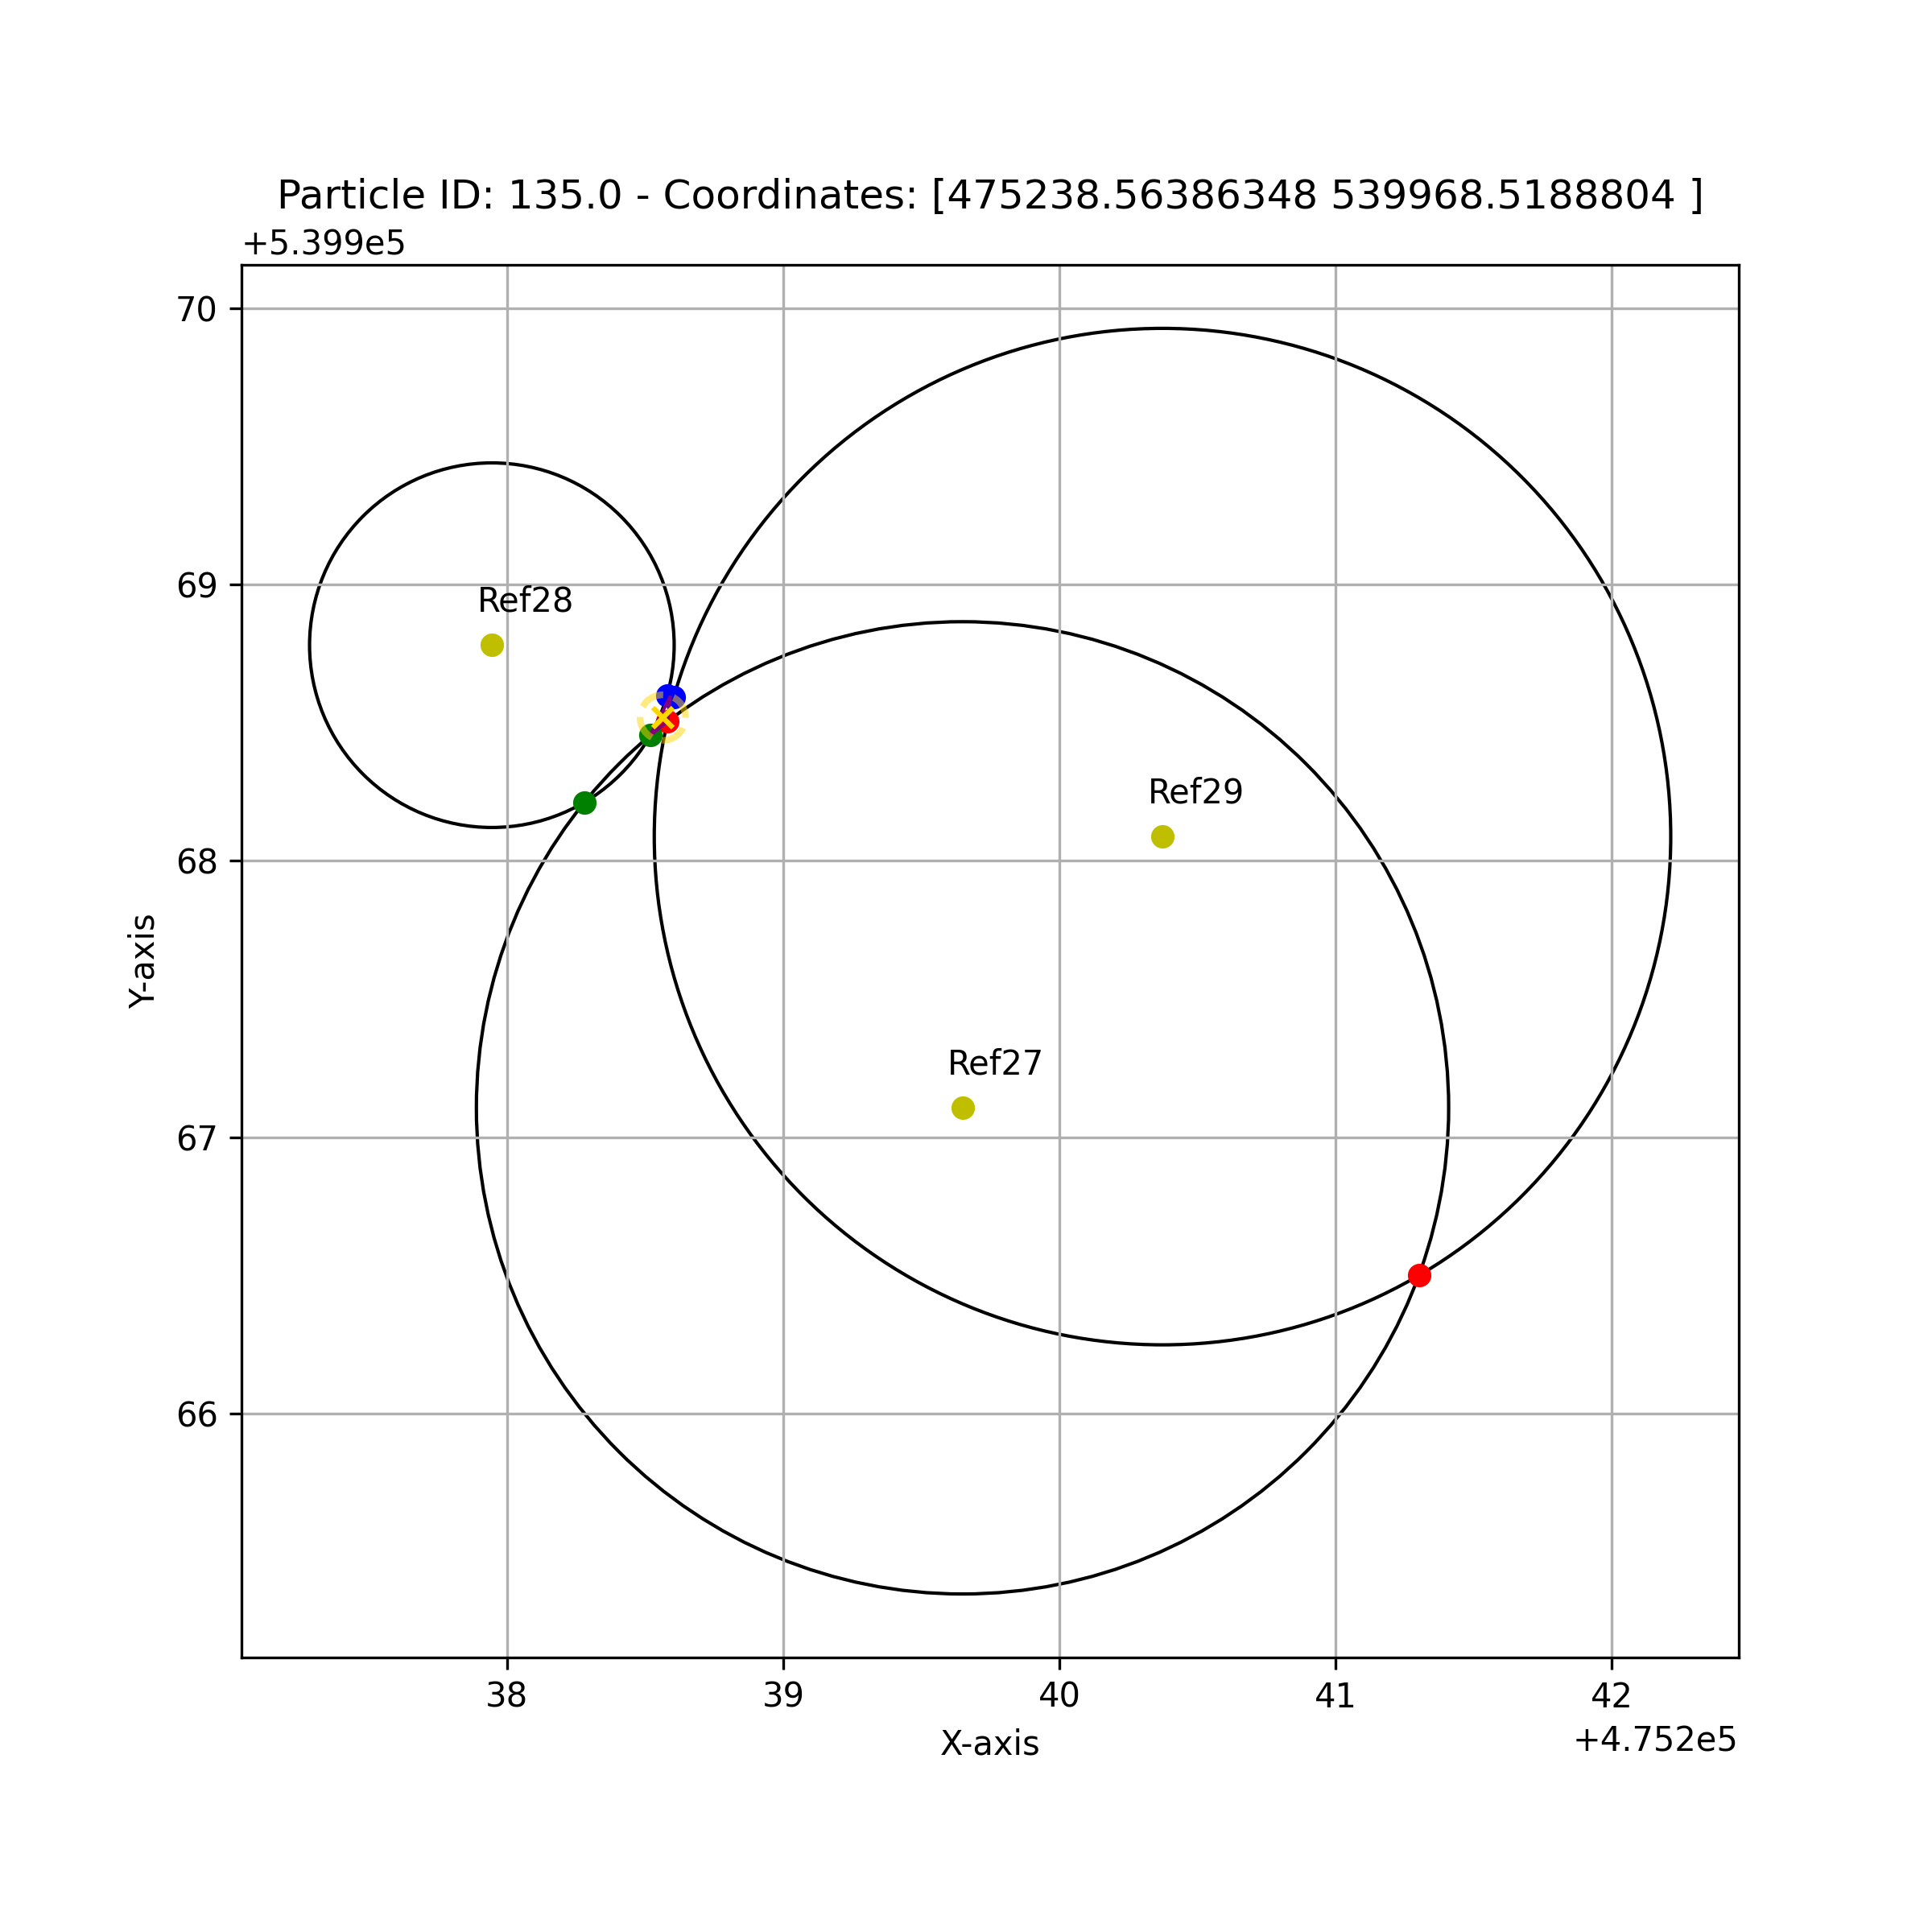 Particle ID: 135.0 - Coordinates: [475238.56386348 539968.5188804 ]
+5.399e5
70
69
68
67
66
Y-axis
Ref28
Ref29
Ref27
38 39 40 41 42
X-axis
+4.752e5